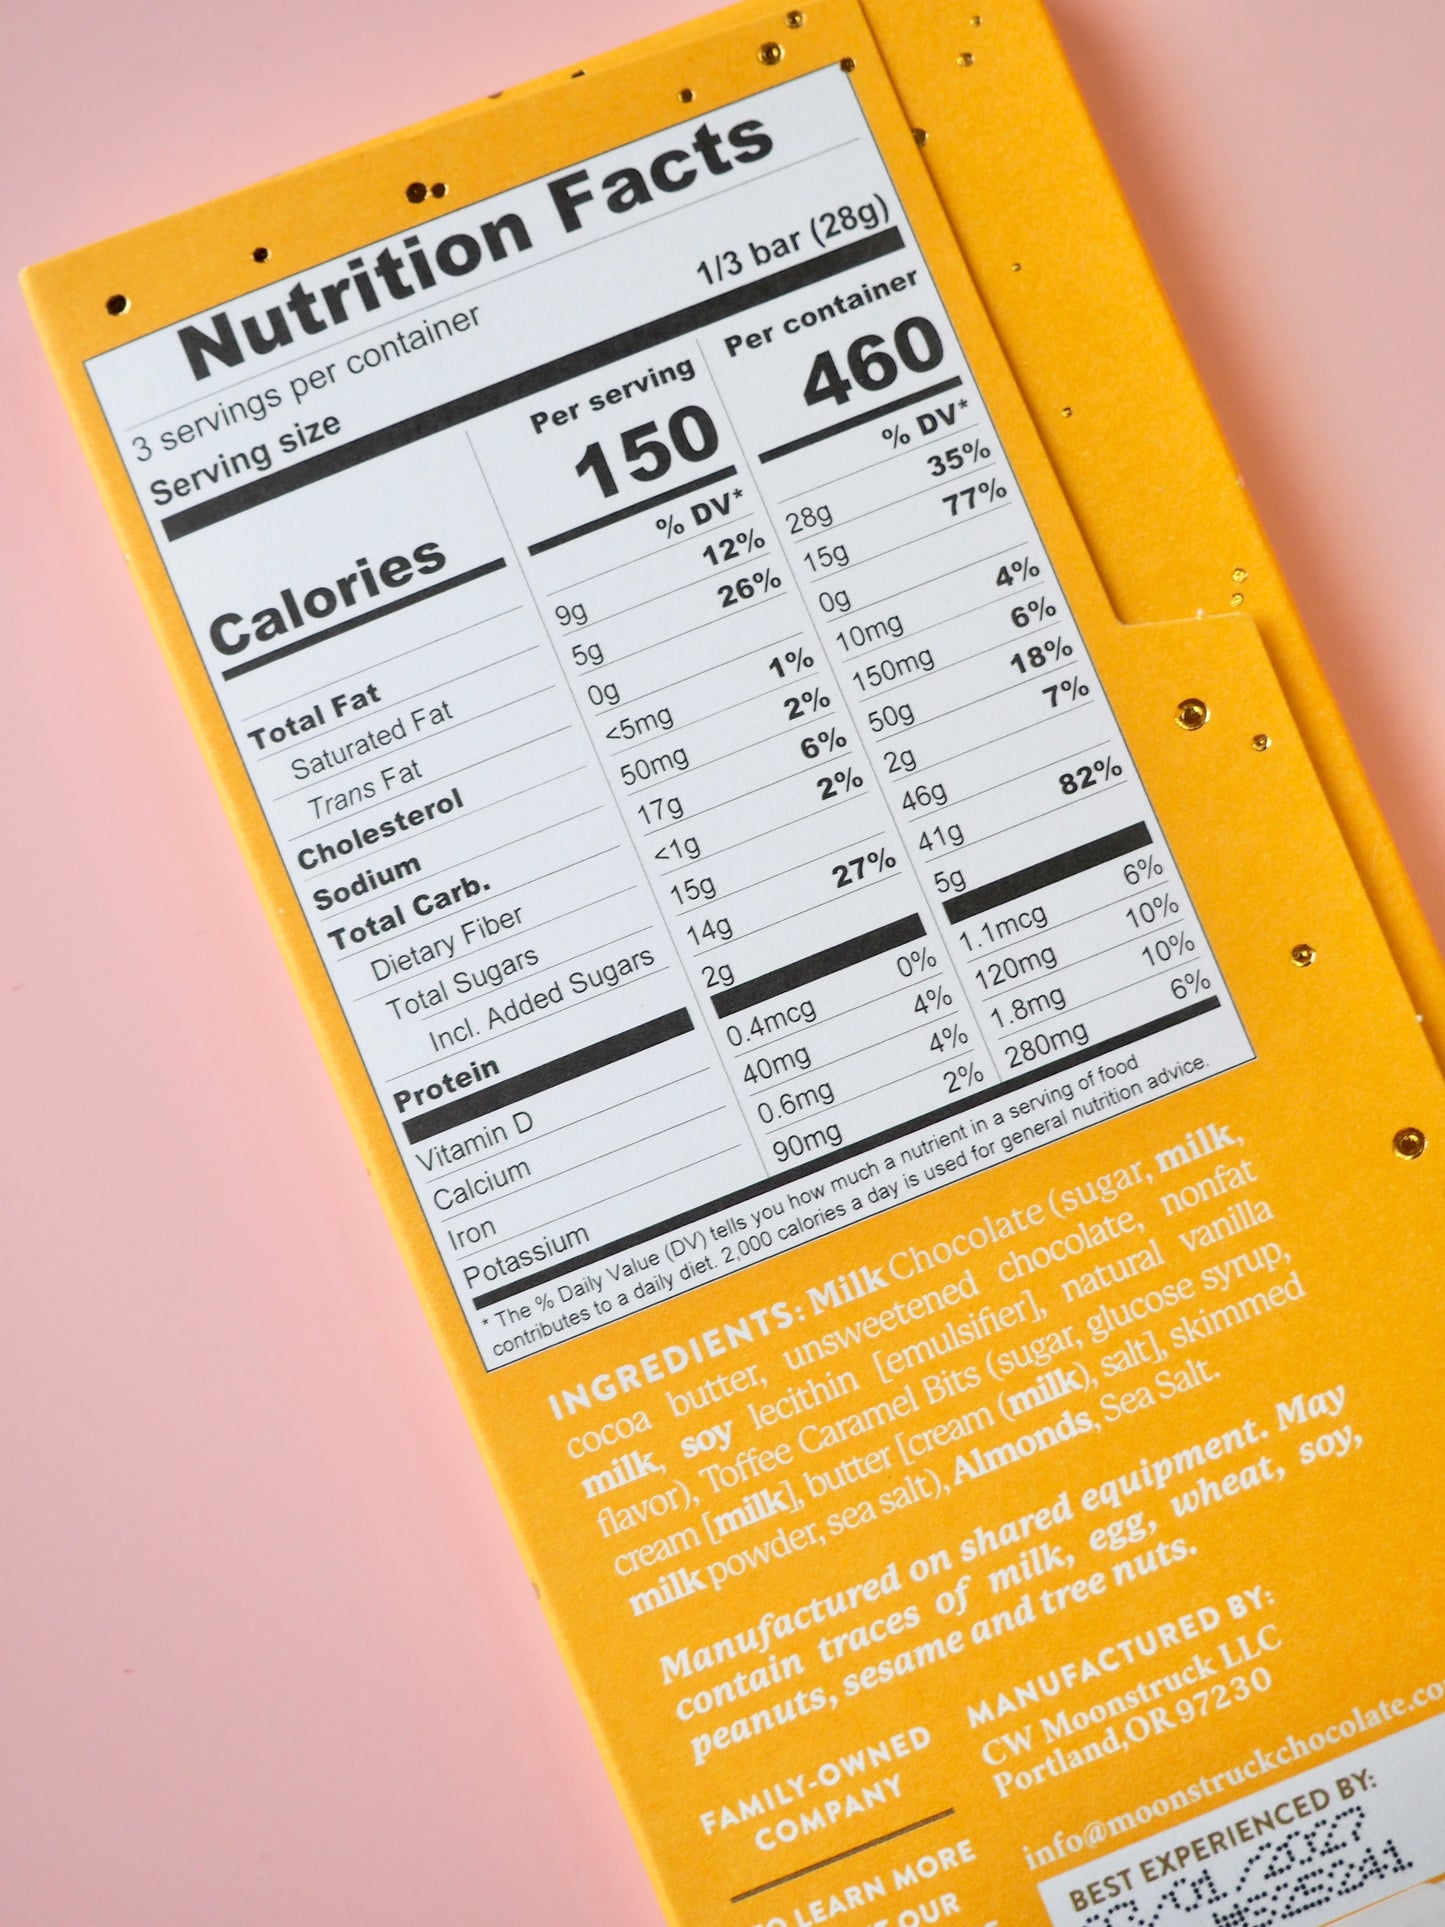 Nutrition Facts
3 servings per container
Serving size 1/3 bar (28g)
Per serving Per container
Calories 150 460
% DV* % DV*
Total Fat 9g 12% 28g 35%
Saturated Fat 5g 26% 15g 77%
Trans Fat 0g 0g
Cholesterol <5mg 1% 10mg 4%
Sodium 50mg 2% 150mg 6%
Total Carb. 17g 6% 50g 18%
Dietary Fiber <1g 2% 2g 7%
Total Sugars 15g 46g
Incl. Added Sugars 14g 27% 41g 82%
Protein 2g 5g
Vitamin D 0.4mcg 0% 1.1mcg 6%
Calcium 40mg 4% 120mg 10%
Iron 0.6mg 4% 1.8mg 10%
Potassium 90mg 2% 280mg 6%
* The % Daily Value (DV) tells you how much a nutrient in a serving of food
contributes to a daily diet. 2,000 calories a day is used for general nutrition advice.
INGREDIENTS: Milk Chocolate (sugar, milk,
cocoa butter, unsweetened chocolate, nonfat
milk, soy lecithin [emulsifier], natural vanilla
flavor), Toffee Caramel Bits (sugar, glucose syrup,
cream [milk], butter [cream (milk), salt], skimmed
milk powder, sea salt), Almonds, Sea Salt.
Manufactured on shared equipment. May
contain traces of milk, egg, wheat, soy,
peanuts, sesame and tree nuts.
FAMILY-OWNED
COMPANY
LEARN MORE
OUR
MANUFACTURED BY:
CW Moonstruck LLC
Portland,OR 97230
info@moonstruckchocolate.co
BEST EXPERIENCED BY: